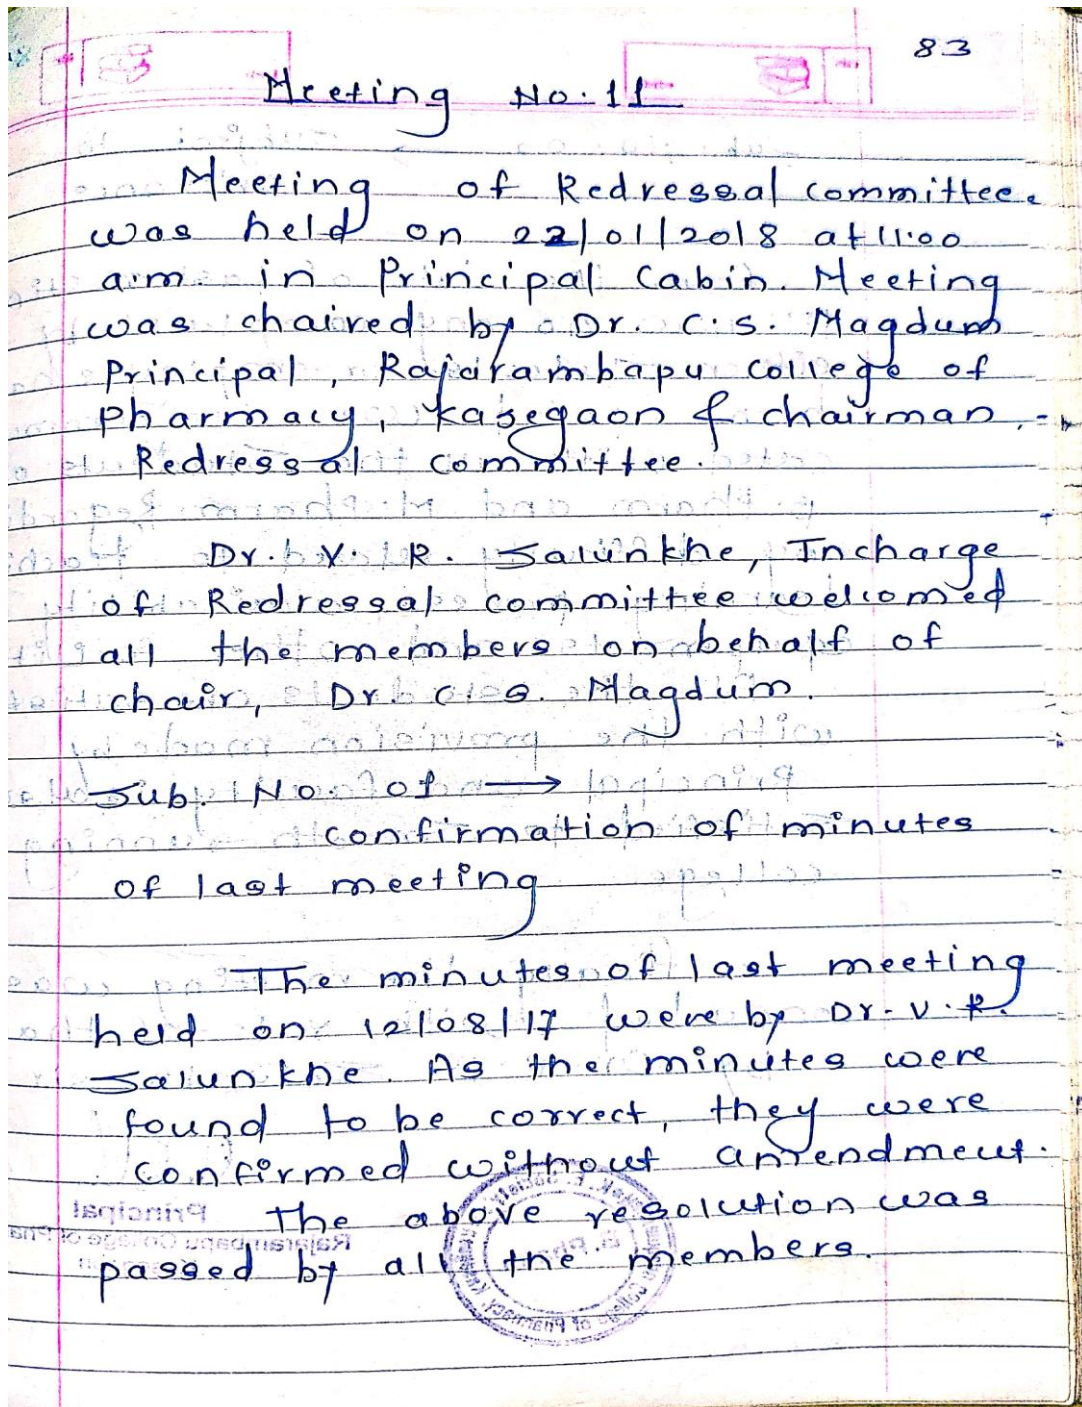 83
Meeting No. 11
Meeting of Redressal committee.
was held on 22/01/2018 at 11:00
a.m. in Principal Cabin. Meeting
was chaired by Dr. C.S. Magdum
Principal, Rajarambapu College of
Pharmacy, Kasegaon & chairman,
Redressal committee.
Dr. V. R. Salunkhe, Incharge
of Redressal committee welcomed
all the members on behalf of
chair, Dr. C.S. Magdum.
Sub. No. 01 →
confirmation of minutes
of last meeting
The minutes of last meeting
held on 12/08/17 were by Dr. V. R.
Salunkhe. As the minutes were
found to be correct, they were
confirmed without amendment.
The above resolution was
passed by all the members.